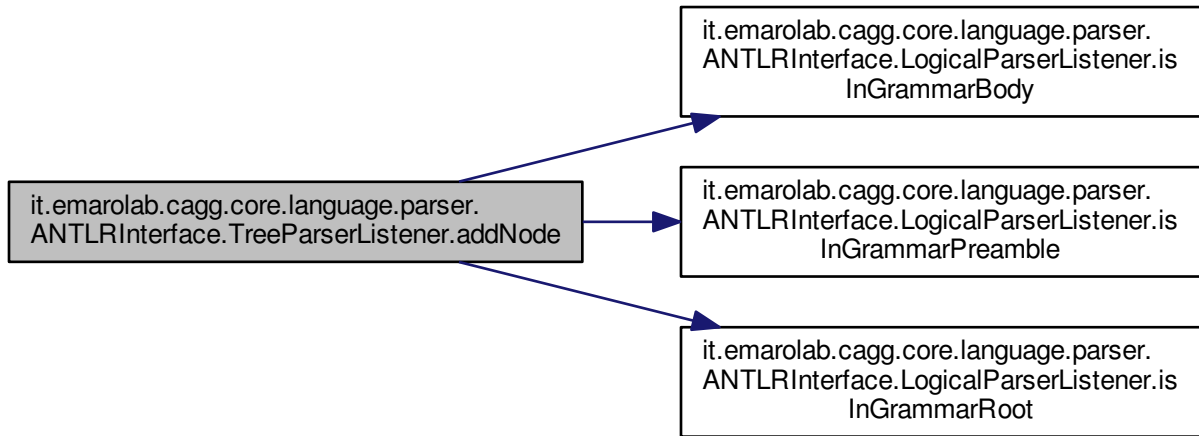 it.emarolab.cagg.core.language.parser.
ANTLRInterface.LogicalParserListener.is
InGrammarBody
it.emarolab.cagg.core.language.parser.
ANTLRInterface.TreeParserListener.addNode
it.emarolab.cagg.core.language.parser.
ANTLRInterface.LogicalParserListener.is
InGrammarPreamble
it.emarolab.cagg.core.language.parser.
ANTLRInterface.LogicalParserListener.is
InGrammarRoot